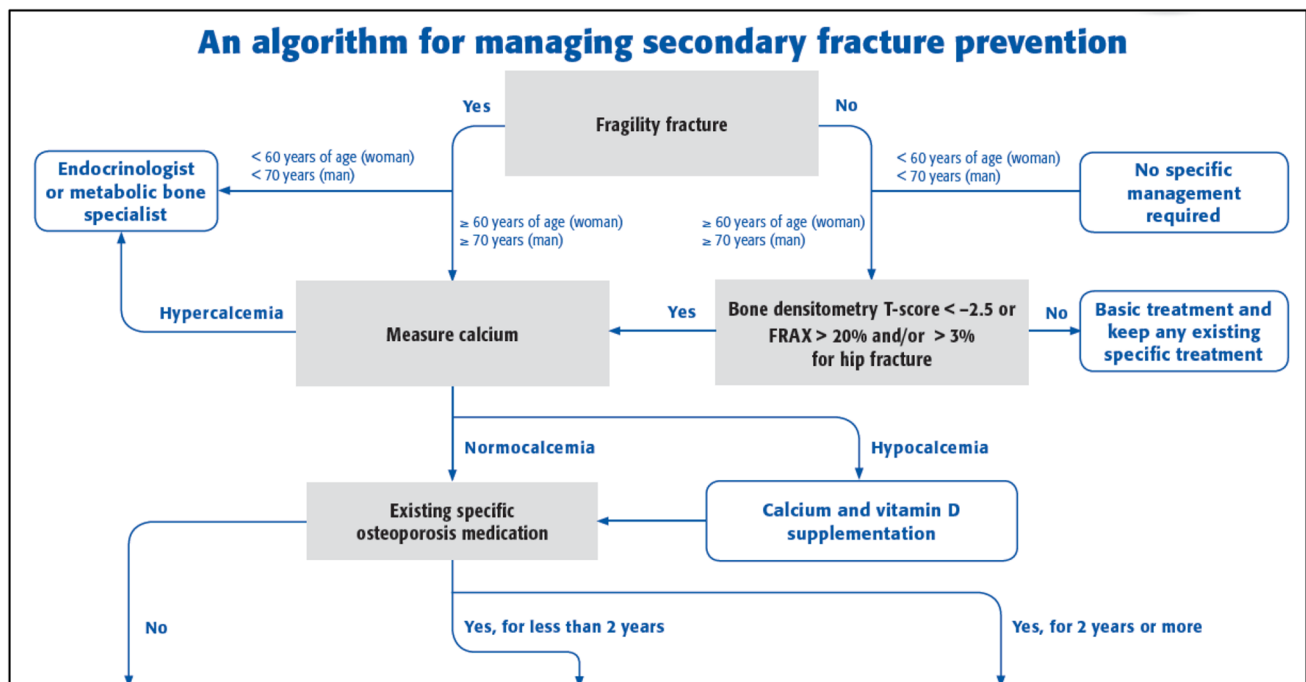 An algorithm for managing secondary fracture prevention
Yes
Fragility fracture
No
< 60 years of age (woman)
< 70 years (man)
Endocrinologist
or metabolic bone
specialist
< 60 years of age (woman)
< 70 years (man)
No specific
management
required
≥ 60 years of age (woman)
≥ 70 years (man)
≥ 60 years of age (woman)
≥ 70 years (man)
Hypercalcemia
Measure calcium
Yes
Bone densitometry T-score < −2.5 or
FRAX > 20% and/or > 3%
for hip fracture
No
Basic treatment and
keep any existing
specific treatment
Normocalcemia
Hypocalcemia
Existing specific
osteoporosis medication
Calcium and vitamin D
supplementation
No
Yes, for less than 2 years
Yes, for 2 years or more